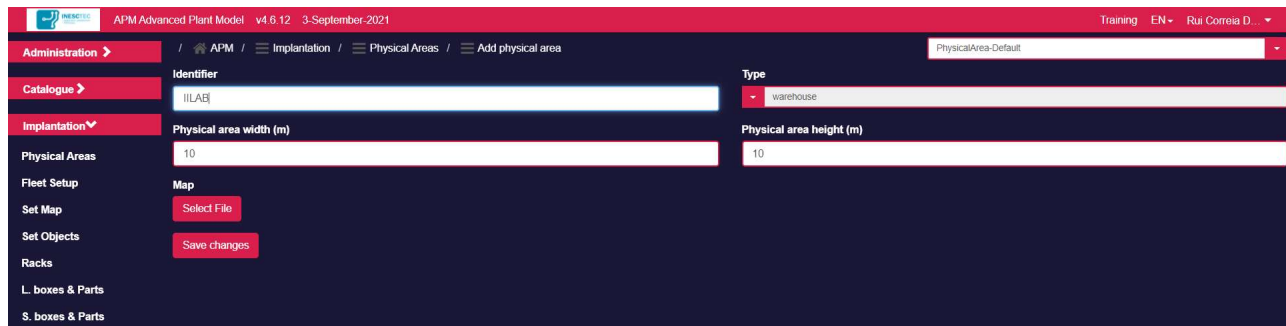 INESCTEC APM Advanced Plant Model v4.6.12 3-September-2021 Training EN Rui Correia D...
Administration / APM / Implantation / Physical Areas / Add physical area PhysicalArea-Default
Identifier Type
Catalogue IILAB warehouse
Implantation Physical area width (m) Physical area height (m)
Physical Areas 10 10
Fleet Setup Map
Set Map Select File
Set Objects Save changes
Racks
L. boxes & Parts
S. boxes & Parts